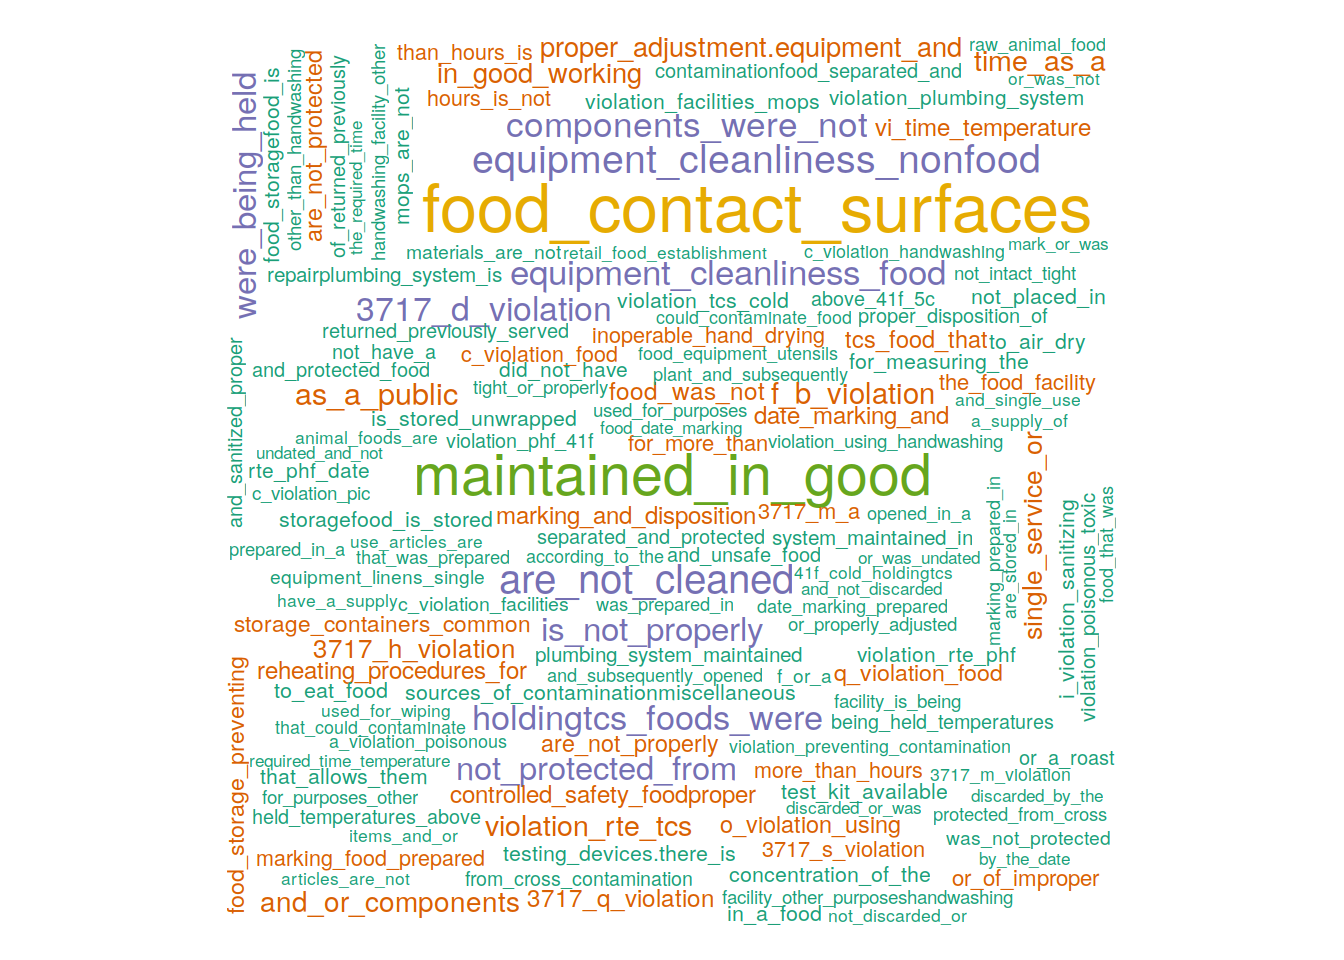 than_hours_is proper_adjustment.equipment_and raw_animal_food
in_good_working contaminationfood_separated_and time_as_a
or_was_not
hours_is_not violation_facilities_mops violation_plumbing_system
components_were_not vi_time_temperature
equipment_cleanliness_nonfood
food_contact_surfaces
were_being_held
food_storagefood_is
other_than_handwashing
are_not_protected
of_returned_previously
the_required_time
handwashing_facility_other
mops_are_not
materials_are_not retail_food_establishment c_violation_handwashing mark_or_was
repairplumbing_system_is equipment_cleanliness_food not_intact_tight
3717_d_violation violation_tcs_cold above_41f_5c not_placed_in
could_contaminate_food proper_disposition_of
returned_previously_served inoperable_hand_drying tcs_food_that to_air_dry
not_have_a c_violation_food food_equipment_utensils for_measuring_the
and_protected_food did_not_have plant_and_subsequently the_food_facility
as_a_public tight_or_properly food_was_not f_b_violation and_single_use
is_stored_unwrapped used_for_purposes date_marking_and a_supply_of
animal_foods_are violation_phf_41f food_date_marking for_more_than violation_using_handwashing
undated_and_not
rte_phf_date maintained_in_good
c_violation_pic
and_sanitized_proper
storagefood_is_stored marking_and_disposition 3717_m_a opened_in_a
prepared_in_a use_articles_are separated_and_protected system_maintained_in
that_was_prepared according_to_the and_unsafe_food or_was_undated
equipment_linens_single are_not_cleaned 41f_cold_holdingtcs
and_not_discarded
have_a_supply c_violation_facilities was_prepared_in date_marking_prepared
marking_prepared_in
are_stored_in
single_service_or
i_violation_sanitizing
violation_poisonous_toxic
food_that_was
storage_containers_common is_not_properly or_properly_adjusted
3717_h_violation plumbing_system_maintained violation_rte_phf
reheating_procedures_for and_subsequently_opened f_or_a q_violation_food
to_eat_food sources_of_contaminationmiscellaneous facility_is_being
used_for_wiping holdingtcs_foods_were being_held_temperatures
that_could_contaminate
a_violation_poisonous are_not_properly violation_preventing_contamination
required_time_temperature not_protected_from more_than_hours or_a_roast
that_allows_them 3717_m_violation
for_purposes_other controlled_safety_foodproper test_kit_available discarded_by_the
held_temperatures_above discarded_or_was protected_from_cross
items_and_or violation_rte_tcs o_violation_using was_not_protected
marking_food_prepared testing_devices.there_is 3717_s_violation by_the_date
articles_are_not from_cross_contamination concentration_of_the or_of_improper
food_storage_preventing
and_or_components 3717_q_violation facility_other_purposeshandwashing
in_a_food not_discarded_or